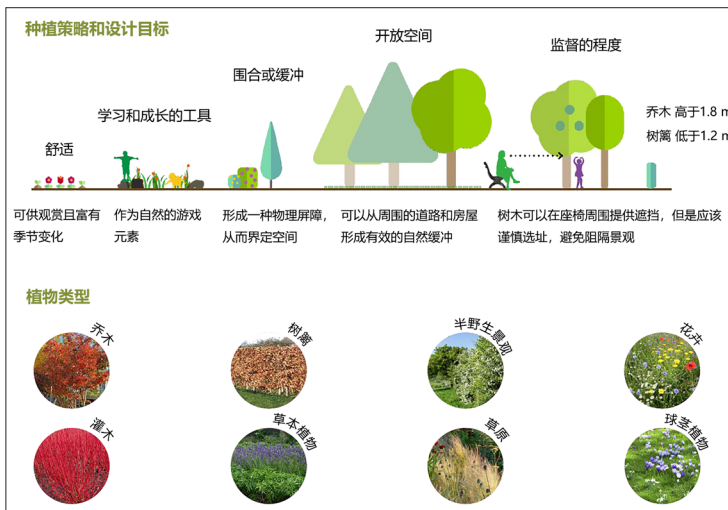 种植策略和设计目标
开放空间
监督的程度
围合或缓冲
学习和成长的工具
舒适
乔木 高于1.8 m
树篱 低于1.2 m
可供观赏且富有
季节变化
作为自然的游戏
元素
形成一种物理屏障，
从而界定空间
可以从周围的道路和房屋
形成有效的自然缓冲
树木可以在座椅周围提供遮挡，但是应该
谨慎选址，避免阻隔景观
植物类型
乔木
树篱
半野生景观
花卉
灌木
草本植物
草原
球茎植物